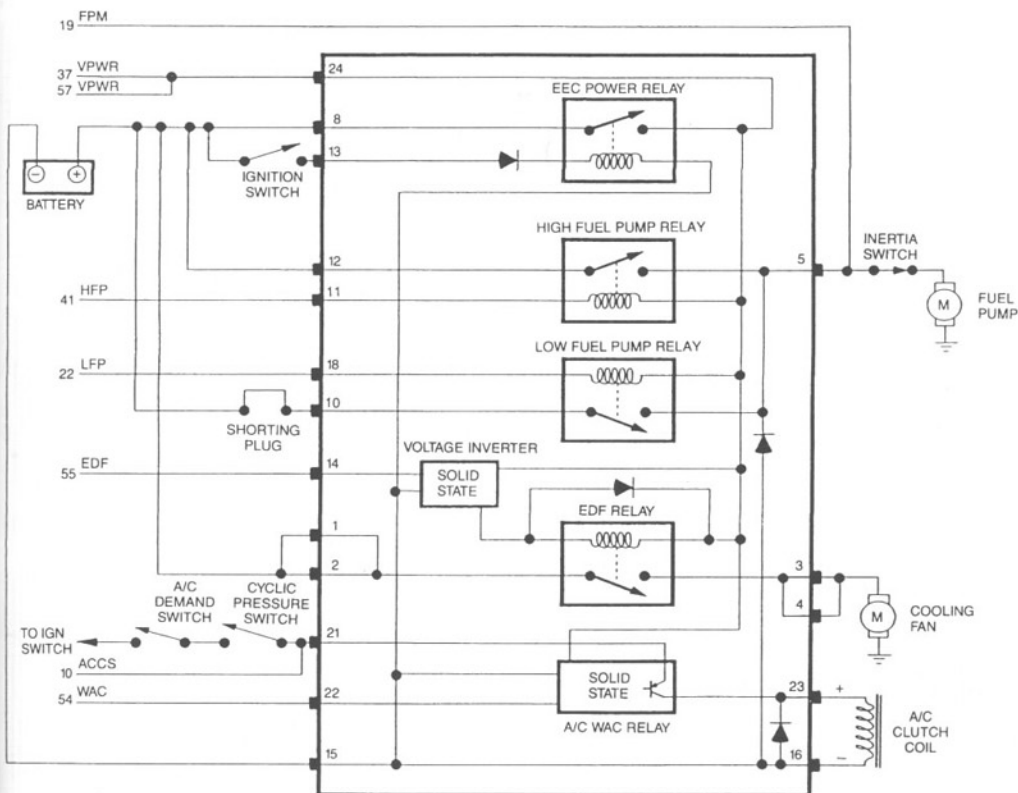 19 FPM
37 VPWR
57 VPWR
24
EEC POWER RELAY
8
13
IGNITION
SWITCH
BATTERY
− +
HIGH FUEL PUMP RELAY
12
5
INERTIA
SWITCH
41 HFP
11
M
FUEL
PUMP
LOW FUEL PUMP RELAY
22 LFP
18
10
SHORTING
PLUG
VOLTAGE INVERTER
55 EDF
14
SOLID
STATE
EDF RELAY
1
2
3
4
A/C
DEMAND
SWITCH
CYCLIC
PRESSURE
SWITCH
M
COOLING
FAN
TO IGN
SWITCH
21
10 ACCS
54 WAC
22
SOLID
STATE
A/C WAC RELAY
23
+
A/C
CLUTCH
COIL
15
16
−